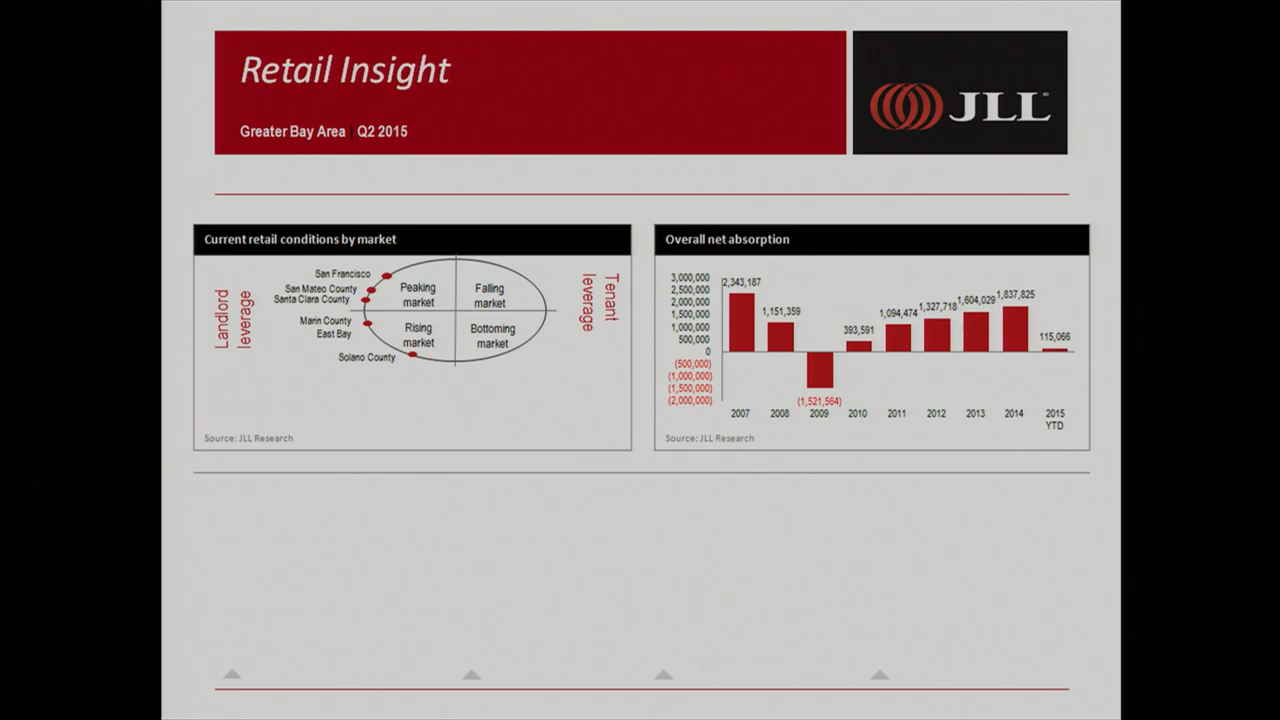 Retail Insight
Greater Bay Area | Q2 2015
JLL
Current retail conditions by market
Landlord
leverage
San Francisco
San Mateo County
Santa Clara County
Marin County
East Bay
Solano County
Peaking
market
Falling
market
Rising
market
Bottoming
market
Tenant
leverage
Source: JLL Research
Overall net absorption
3,000,000
2,500,000
2,000,000
1,500,000
1,000,000
500,000
0
(500,000)
(1,000,000)
(1,500,000)
(2,000,000)
2,343,187
1,151,359
(1,521,564)
393,591
1,094,474
1,327,718
1,604,029
1,837,825
115,066
2007 2008 2009 2010 2011 2012 2013 2014 2015
YTD
Source: JLL Research